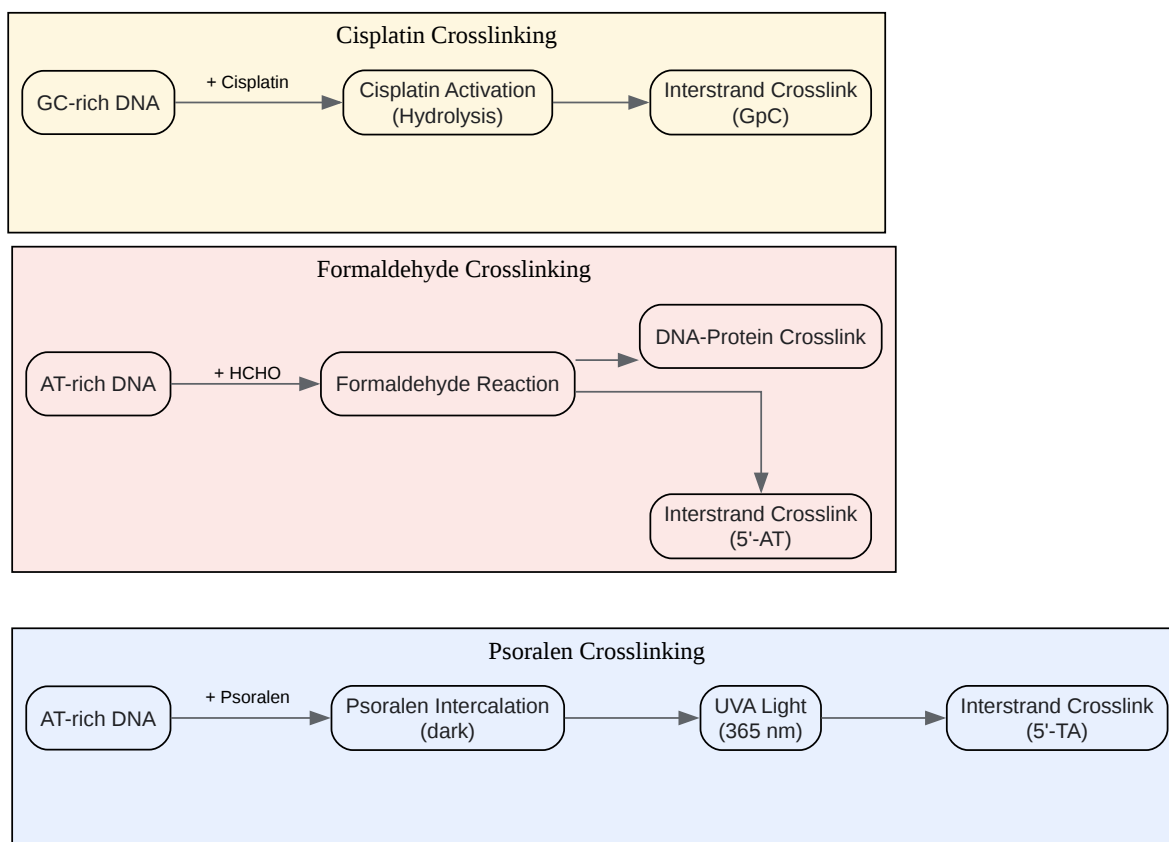 Cisplatin Crosslinking
GC-rich DNA
+ Cisplatin
Cisplatin Activation
(Hydrolysis)
Interstrand Crosslink
(GpC)
Formaldehyde Crosslinking
AT-rich DNA
+ HCHO
Formaldehyde Reaction
DNA-Protein Crosslink
Interstrand Crosslink
(5'-AT)
Psoralen Crosslinking
AT-rich DNA
+ Psoralen
Psoralen Intercalation
(dark)
UVA Light
(365 nm)
Interstrand Crosslink
(5'-TA)